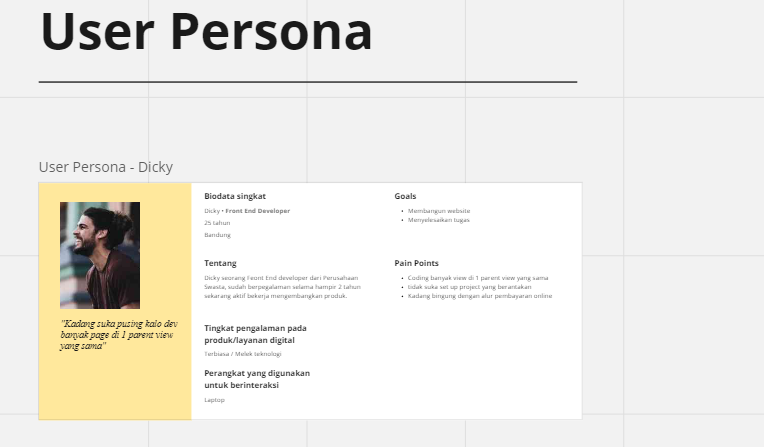 User Persona
User Persona - Dicky
"Kadang suka pusing kalo dev
banyak page di 1 parent view
yang sama"
Biodata singkat
Dicky • Front End Developer
25 tahun
Bandung
Tentang
Dicky seorang Feont End developer dari Perusahaan
Swasta, sudah berpegalaman selama hampir 2 tahun
sekarang aktif bekerja mengembangkan produk.
Tingkat pengalaman pada
produk/layanan digital
Terbiasa / Melek teknologi
Perangkat yang digunakan
untuk berinteraksi
Laptop
Goals
• Membangun website
• Menyelesaikan tugas
Pain Points
• Coding banyak view di 1 parent view yang sama
• tidak suka set up project yang berantakan
• Kadang bingung dengan alur pembayaran online